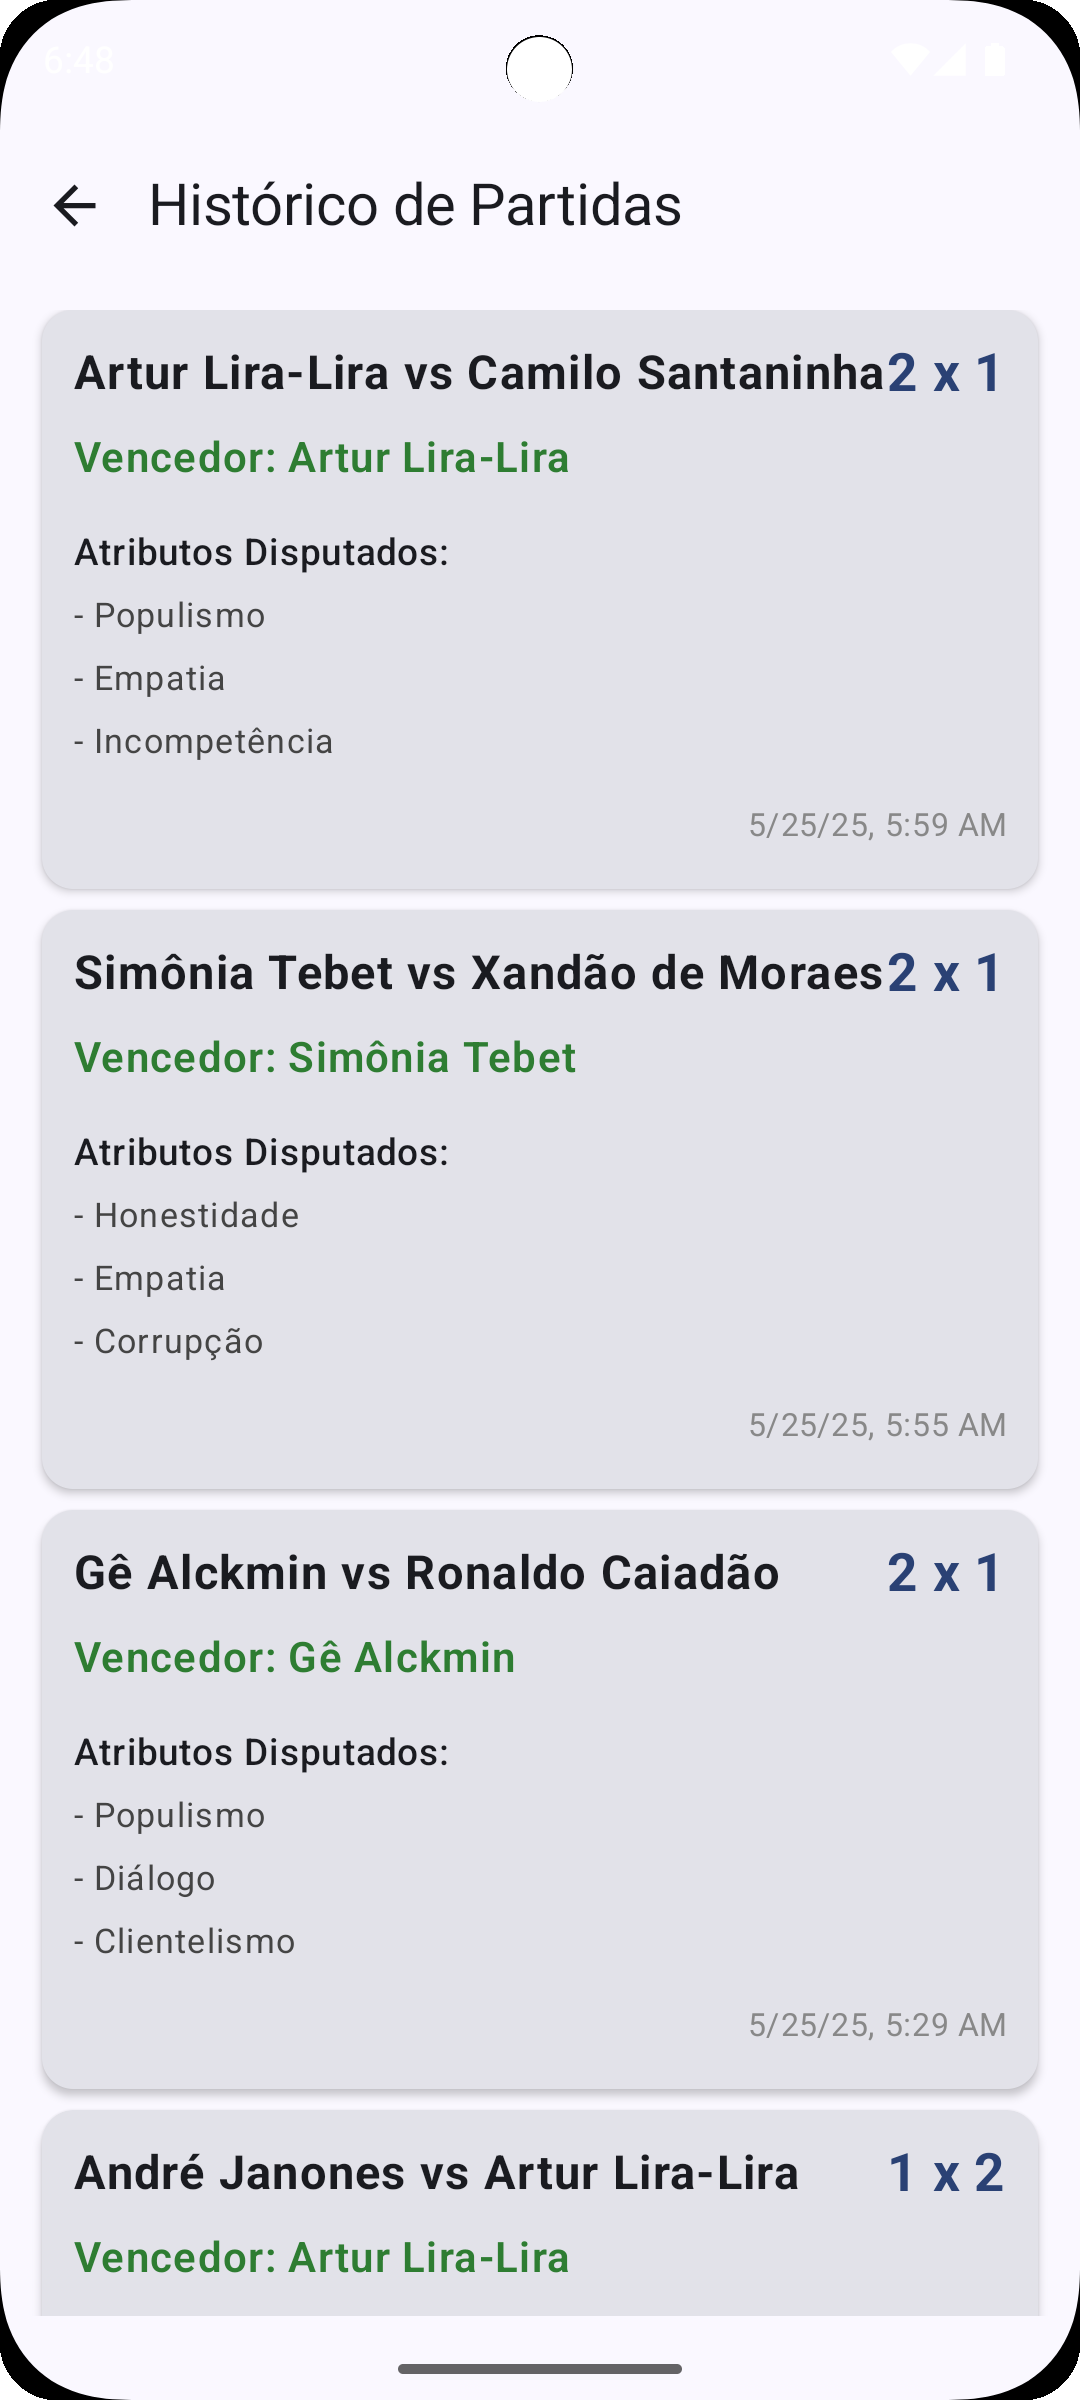 6:48
Histórico de Partidas
Artur Lira-Lira vs Camilo Santaninha 2 x 1
Vencedor: Artur Lira-Lira
Atributos Disputados:
- Populismo
- Empatia
- Incompetência
5/25/25, 5:59 AM
Simônia Tebet vs Xandão de Moraes 2 x 1
Vencedor: Simônia Tebet
Atributos Disputados:
- Honestidade
- Empatia
- Corrupção
5/25/25, 5:55 AM
Gê Alckmin vs Ronaldo Caiadão 2 x 1
Vencedor: Gê Alckmin
Atributos Disputados:
- Populismo
- Diálogo
- Clientelismo
5/25/25, 5:29 AM
André Janones vs Artur Lira-Lira 1 x 2
Vencedor: Artur Lira-Lira